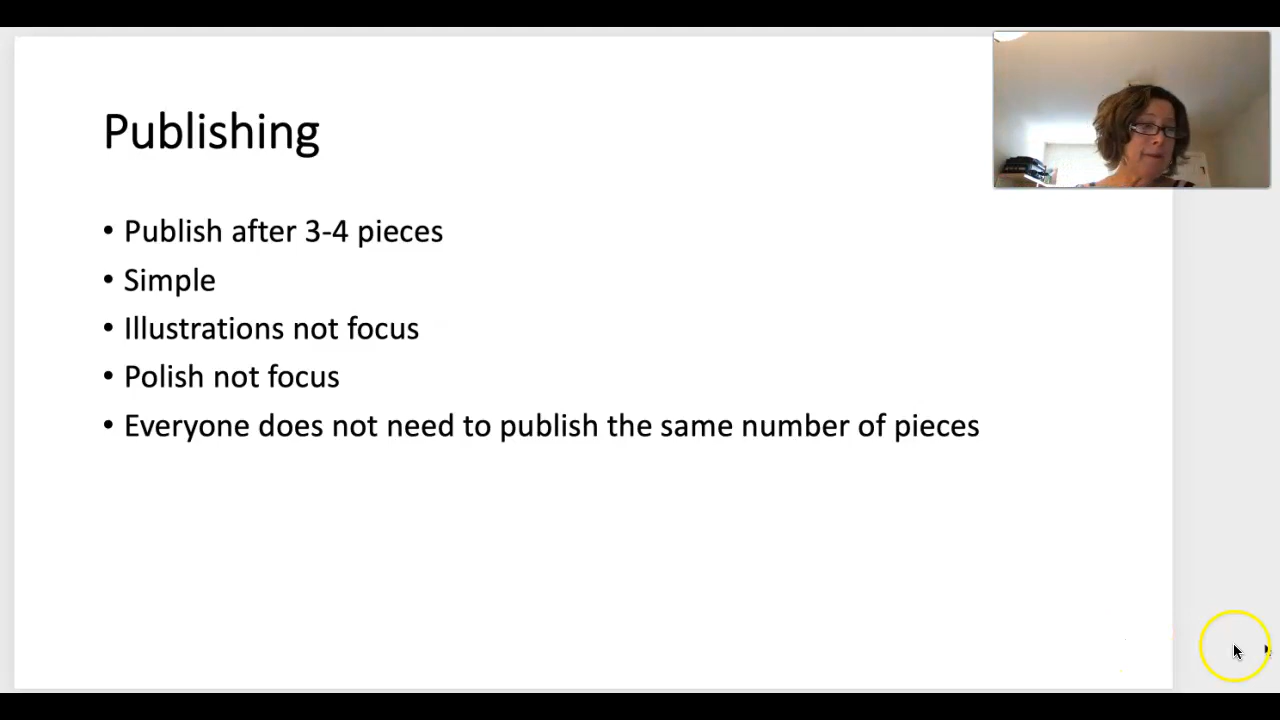 Publishing
• Publish after 3-4 pieces
• Simple
• Illustrations not focus
• Polish not focus
• Everyone does not need to publish the same number of pieces